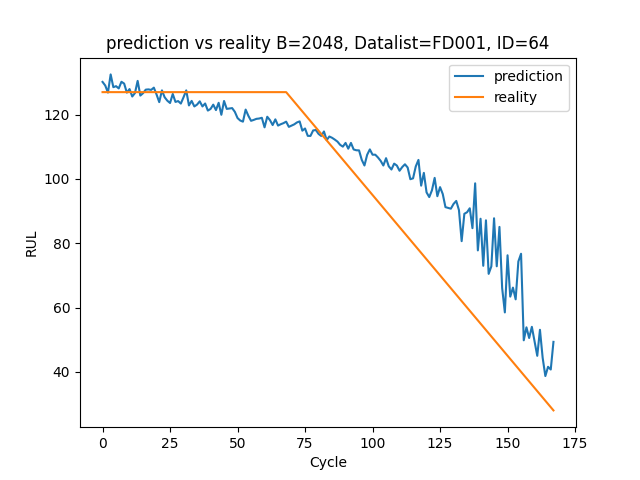 prediction vs reality B=2048, Datalist=FD001, ID=64
prediction
reality
RUL
120
100
80
60
40
0 25 50 75 100 125 150 175
Cycle